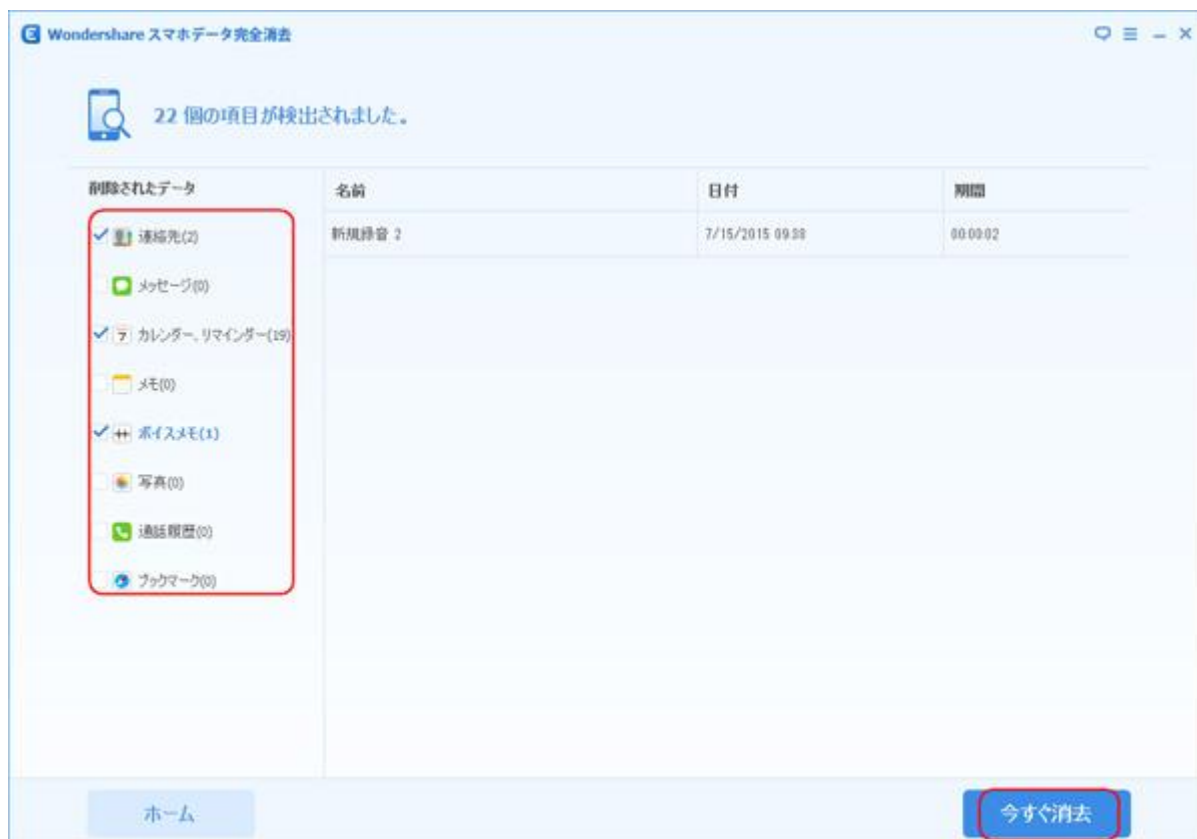 Wondershare スマホデータ完全消去
22 個の項目が検出されました。
削除されたデータ
名前 日付 期間
連絡先(2)
新規録音 2 7/15/2015 09:38 00:00:02
メッセージ(0)
カレンダー、リマインダー(19)
メモ(0)
ボイスメモ(1)
写真(0)
通話履歴(0)
ブックマーク(0)
ホーム
今すぐ消去